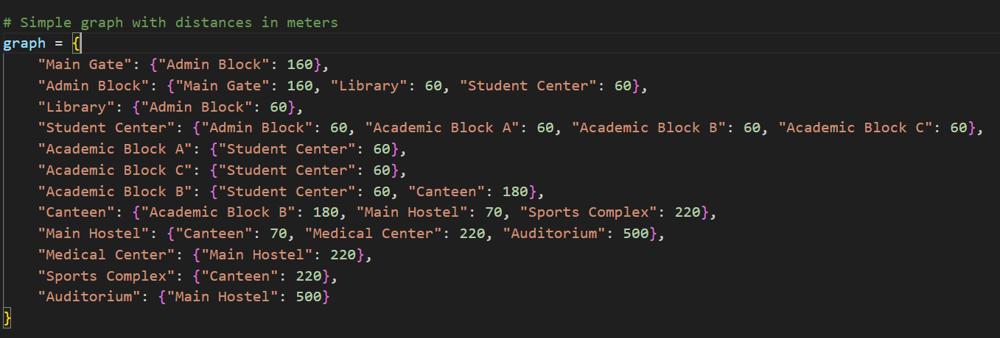 # Simple graph with distances in meters
graph = {
    "Main Gate": {"Admin Block": 160},
    "Admin Block": {"Main Gate": 160, "Library": 60, "Student Center": 60},
    "Library": {"Admin Block": 60},
    "Student Center": {"Admin Block": 60, "Academic Block A": 60, "Academic Block B": 60, "Academic Block C": 60},
    "Academic Block A": {"Student Center": 60},
    "Academic Block C": {"Student Center": 60},
    "Academic Block B": {"Student Center": 60, "Canteen": 180},
    "Canteen": {"Academic Block B": 180, "Main Hostel": 70, "Sports Complex": 220},
    "Main Hostel": {"Canteen": 70, "Medical Center": 220, "Auditorium": 500},
    "Medical Center": {"Main Hostel": 220},
    "Sports Complex": {"Canteen": 220},
    "Auditorium": {"Main Hostel": 500}
}